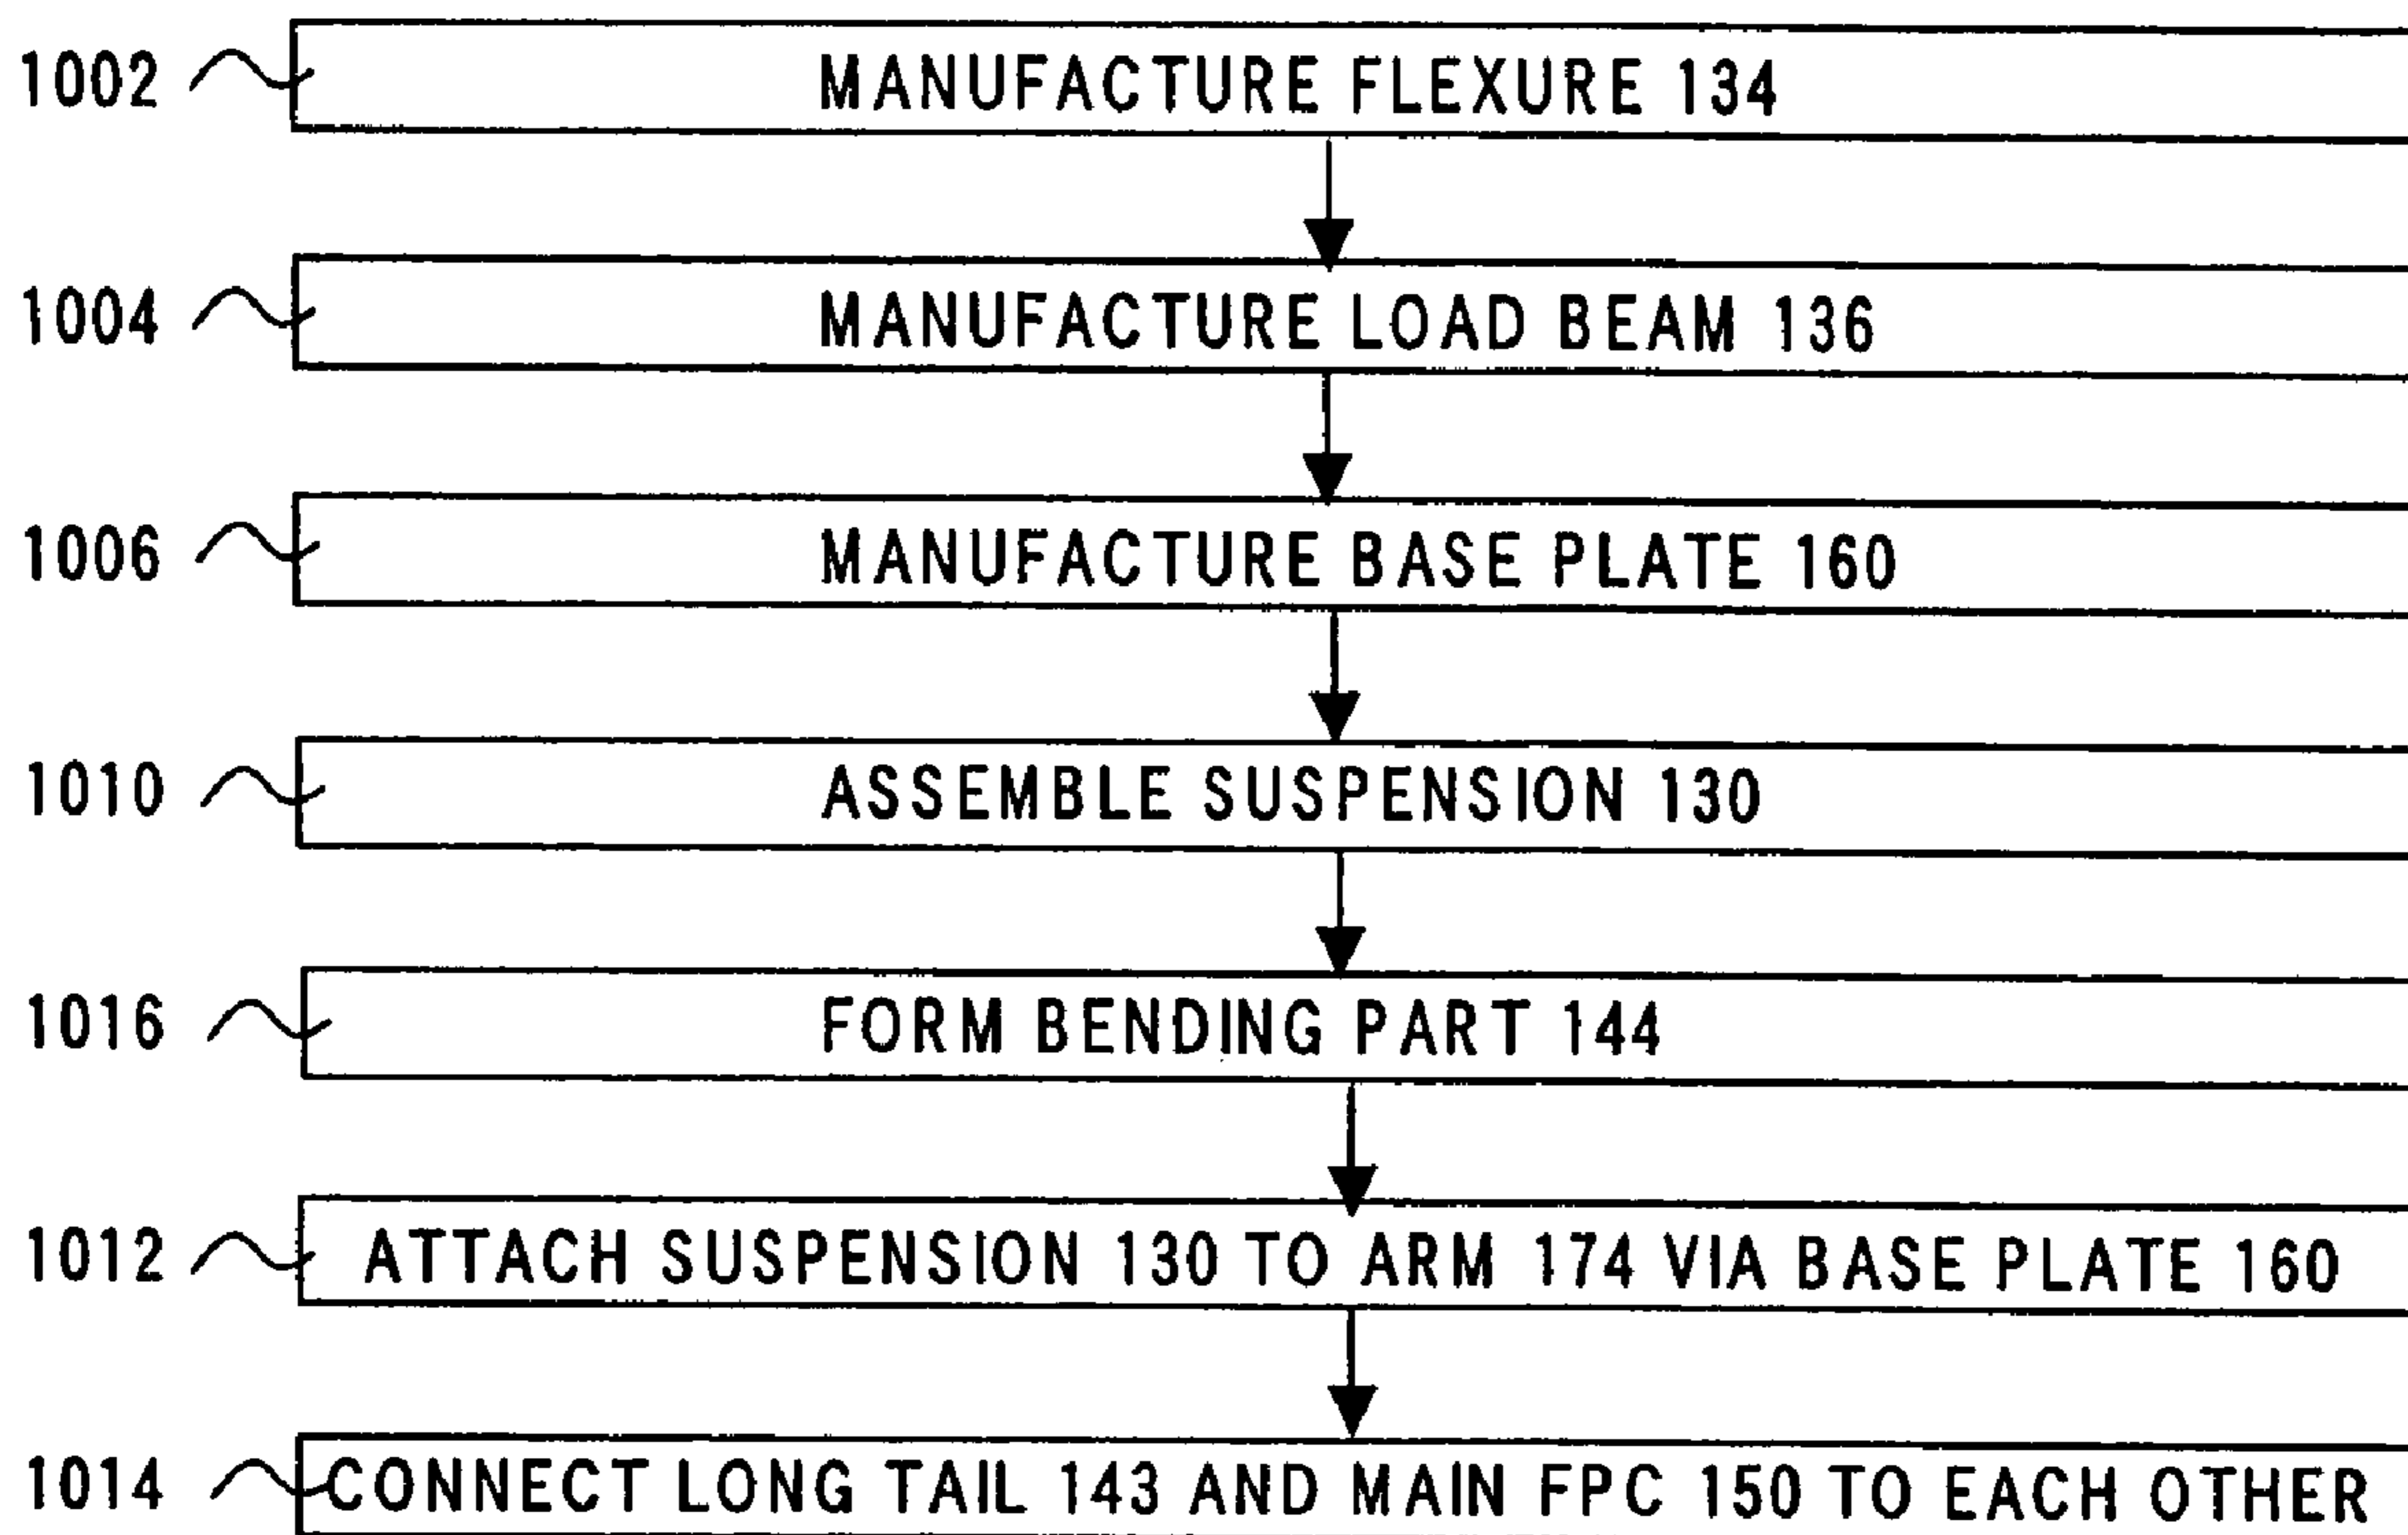 1002 MANUFACTURE FLEXURE 134
1004 MANUFACTURE LOAD BEAM 136
1006 MANUFACTURE BASE PLATE 160
1010 ASSEMBLE SUSPENSION 130
1016 FORM BENDING PART 144
1012 ATTACH SUSPENSION 130 TO ARM 174 VIA BASE PLATE 160
1014 CONNECT LONG TAIL 143 AND MAIN FPC 150 TO EACH OTHER